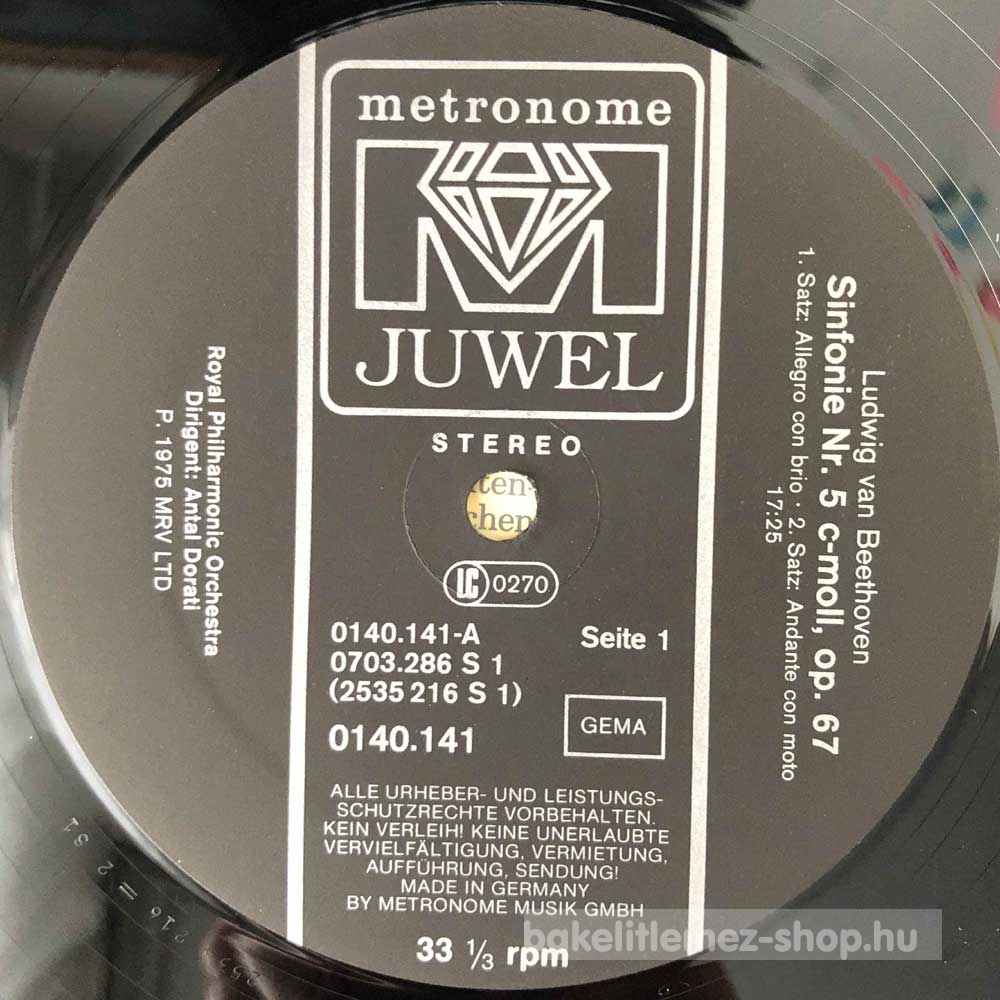 metronome
JUWEL
STEREO
Ludwig van Beethoven
Sinfonie Nr. 5 c-moll, op. 67
1. Satz: Allegro con brio · 2. Satz: Andante con moto
17:25
Royal Philharmonic Orchestra
Dirigent: Antal Dorati
P. 1975 MRV LTD
ten-
chen
LC 0270
0140.141-A Seite 1
0703.286 S 1
(2535 216 S 1)
0140.141
GEMA
ALLE URHEBER- UND LEISTUNGS-
SCHUTZRECHTE VORBEHALTEN.
KEIN VERLEIH! KEINE UNERLAUBTE
VERVIELFÄLTIGUNG, VERMIETUNG,
AUFFÜHRUNG, SENDUNG!
MADE IN GERMANY
BY METRONOME MUSIK GMBH
33 1/3 rpm
bakelitlemez-shop.hu